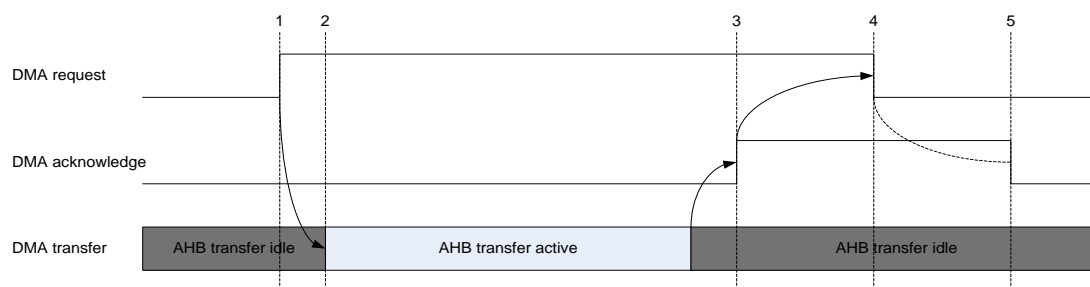 1 2 3 4 5
DMA request
DMA acknowledge
DMA transfer AHB transfer idle AHB transfer active AHB transfer idle